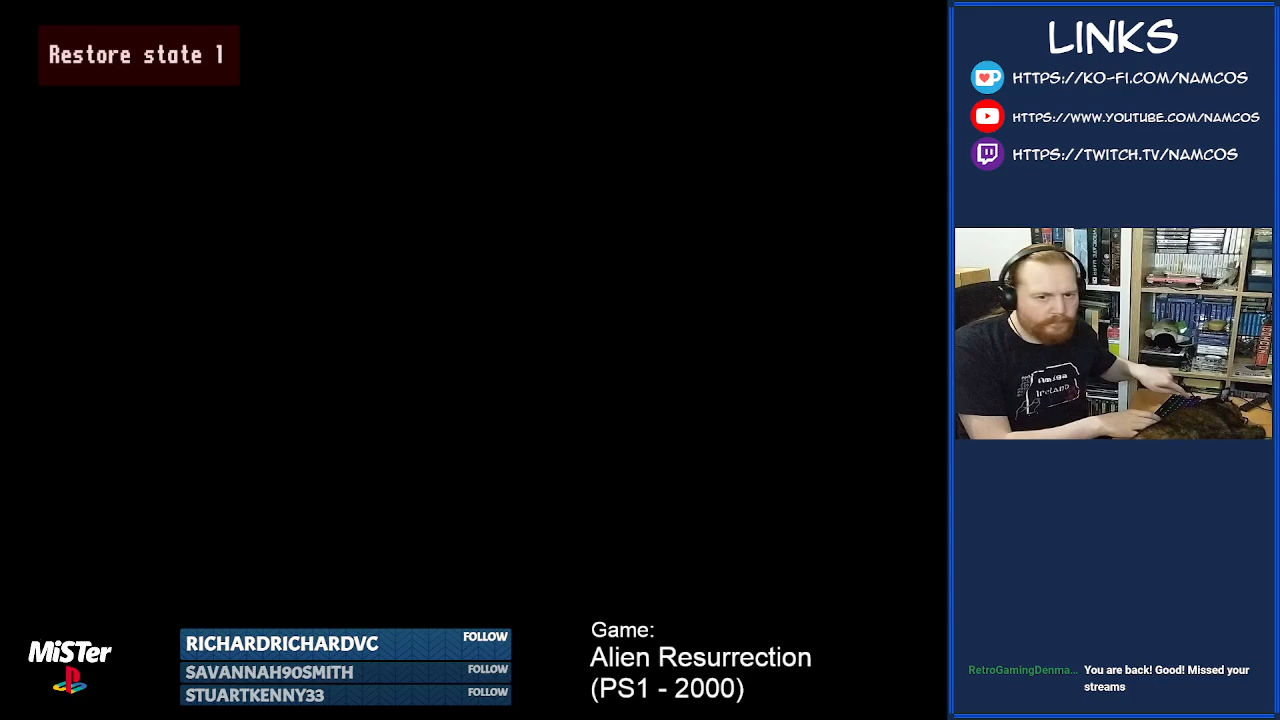 Restore state 1
LINKS
HTTPS://KO-FI.COM/NAMCOS
HTTPS://WWW.YOUTUBE.COM/NAMCOS
HTTPS://TWITCH.TV/NAMCOS
Amiga
Ireland
MiSTer
RICHARDRICHARDVC FOLLOW
SAVANNAH90SMITH FOLLOW
STUARTKENNY33 FOLLOW
Game:
Alien Resurrection
(PS1 - 2000)
RetroGamingDenma... You are back! Good! Missed your
streams